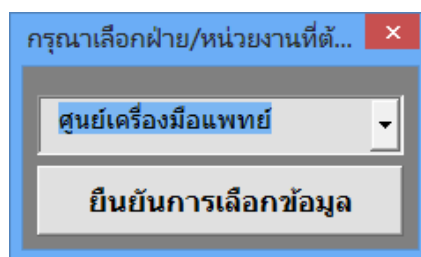 กรุณาเลือกฝ่าย/หน่วยงานที่ต้...
ศูนย์เครื่องมือแพทย์
ยืนยันการเลือกข้อมูล